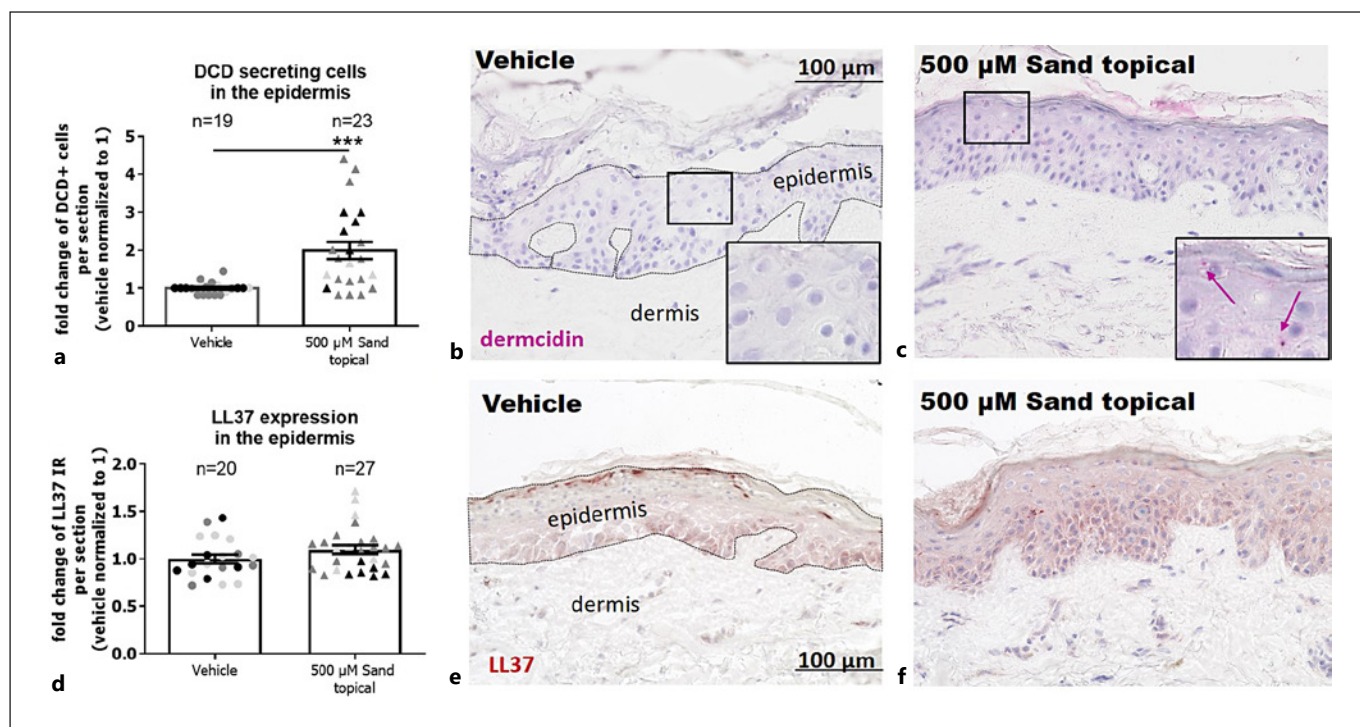 DCD secreting cells
in the epidermis
n=19
n=23
***
fold change of DCD+ cells
per section
(vehicle normalized to 1)
5
4
3
2
1
0
Vehicle
500 µM Sand
topical
a
Vehicle
100 µm
epidermis
dermis
dermcidin
b
500 µM Sand topical
c
LL37 expression
in the epidermis
n=20
n=27
fold change of LL37 IR
per section
(vehicle normalized to 1)
2.0
1.5
1.0
0.5
0.0
Vehicle
500 µM Sand
topical
d
Vehicle
epidermis
dermis
LL37
100 µm
e
500 µM Sand topical
f